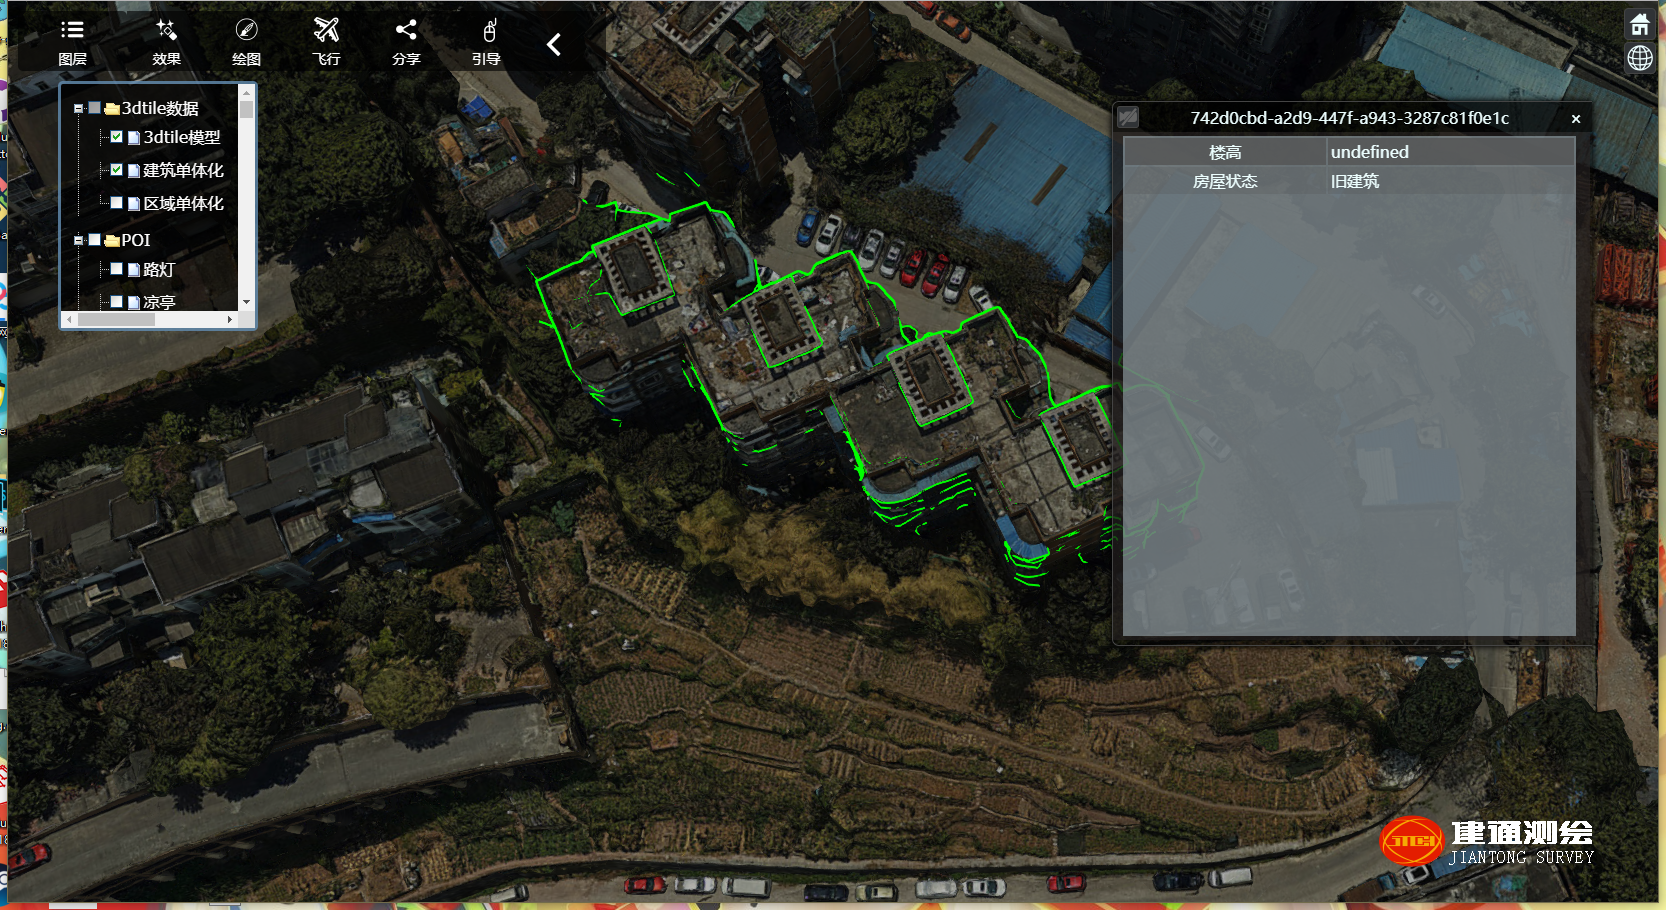 图层
效果
绘图
飞行
分享
引导
3dtile数据
3dtile模型
建筑单体化
区域单体化
POI
路灯
凉亭
742d0cbd-a2d9-447f-a943-3287c81f0e1c
×
楼高 undefined
房屋状态 旧建筑
建通测绘
JIANTONG SURVEY